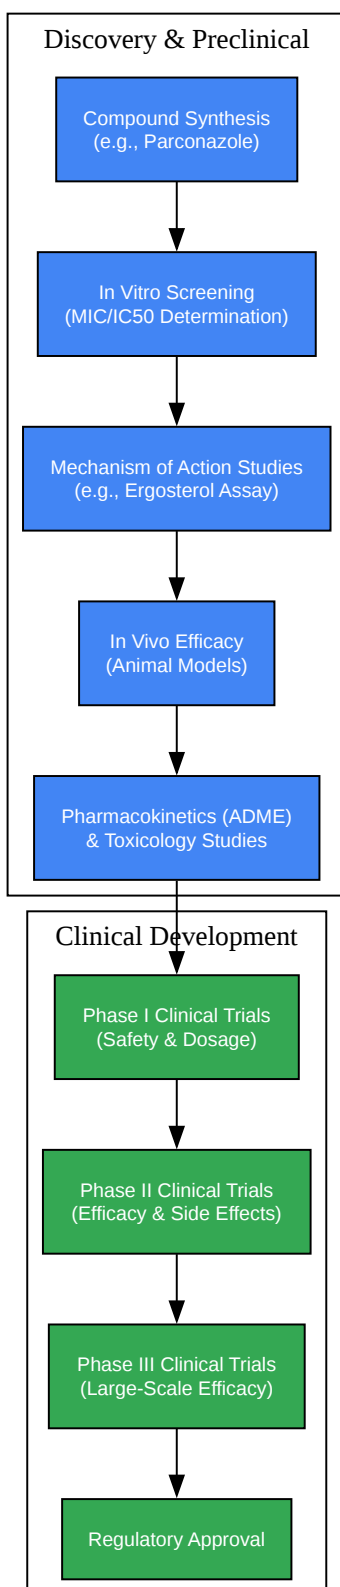 Discovery & Preclinical
Compound Synthesis
(e.g., Parconazole)
In Vitro Screening
(MIC/IC50 Determination)
Mechanism of Action Studies
(e.g., Ergosterol Assay)
In Vivo Efficacy
(Animal Models)
Pharmacokinetics (ADME)
& Toxicology Studies
Clinical Development
Phase I Clinical Trials
(Safety & Dosage)
Phase II Clinical Trials
(Efficacy & Side Effects)
Phase III Clinical Trials
(Large-Scale Efficacy)
Regulatory Approval